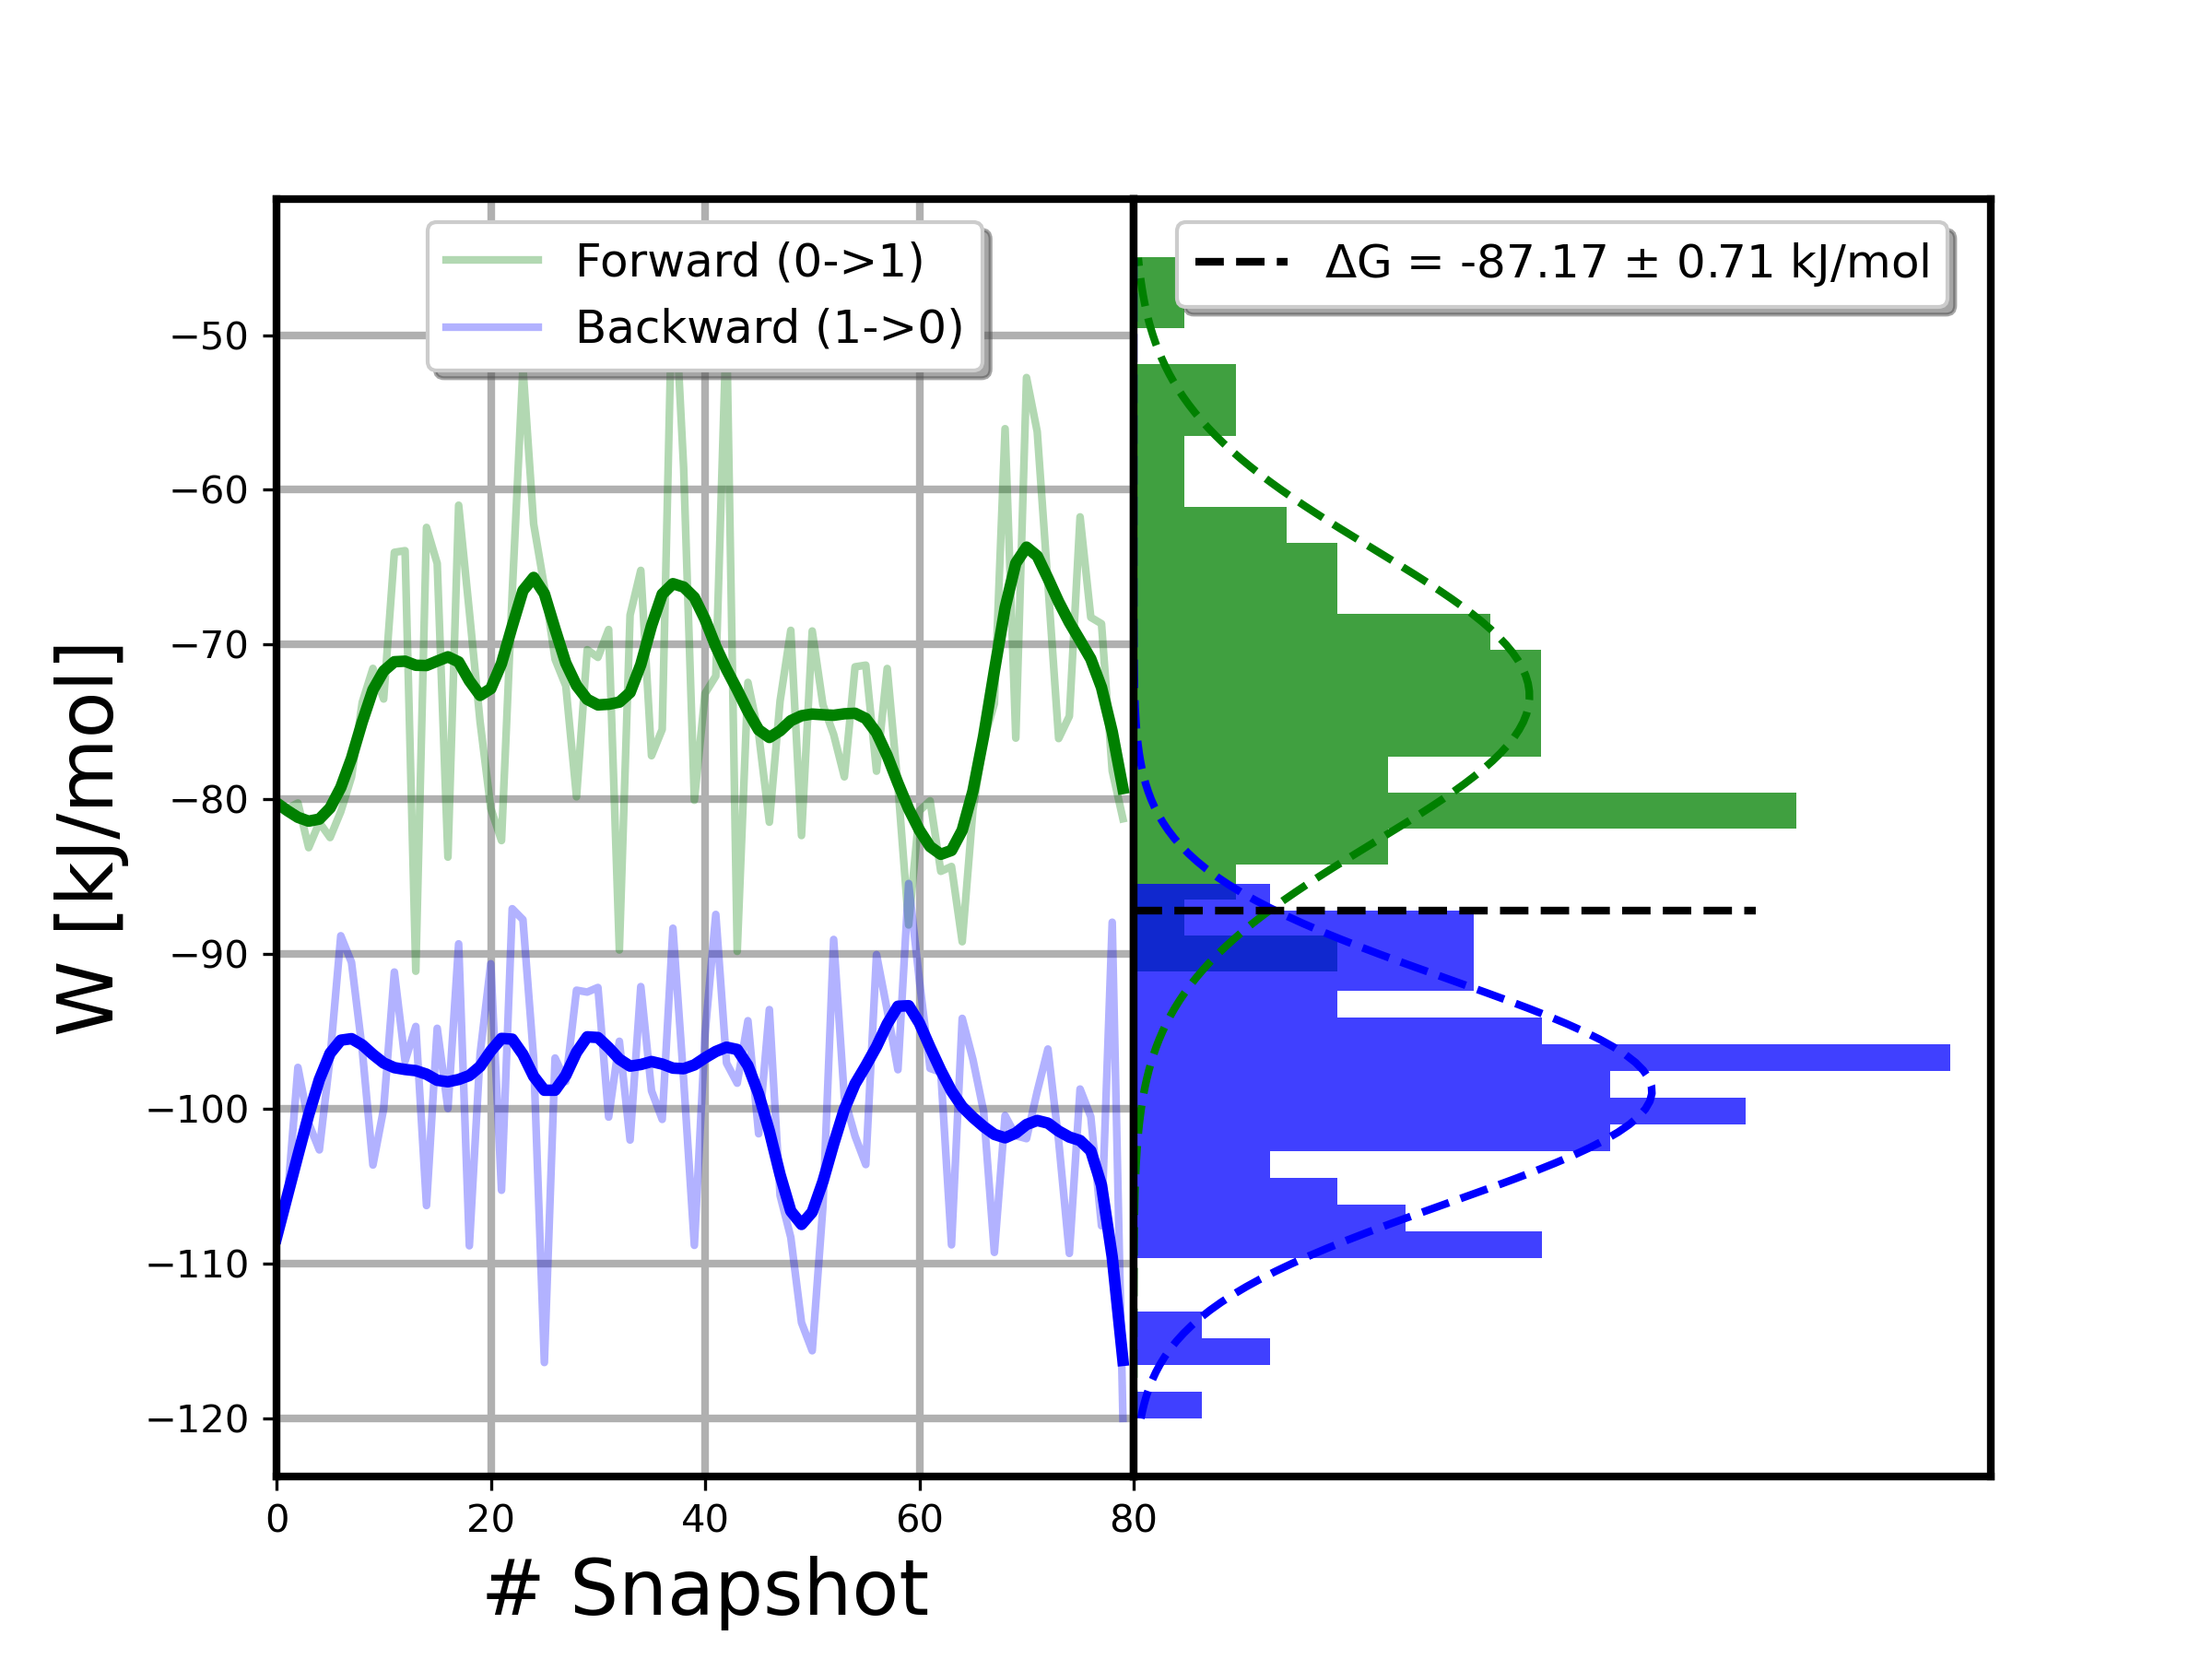 Forward (0->1)
Backward (1->0)
ΔG = -87.17 ± 0.71 kJ/mol
W [kJ/mol]
−50
−60
−70
−80
−90
−100
−110
−120
0 20 40 60 80
# Snapshot